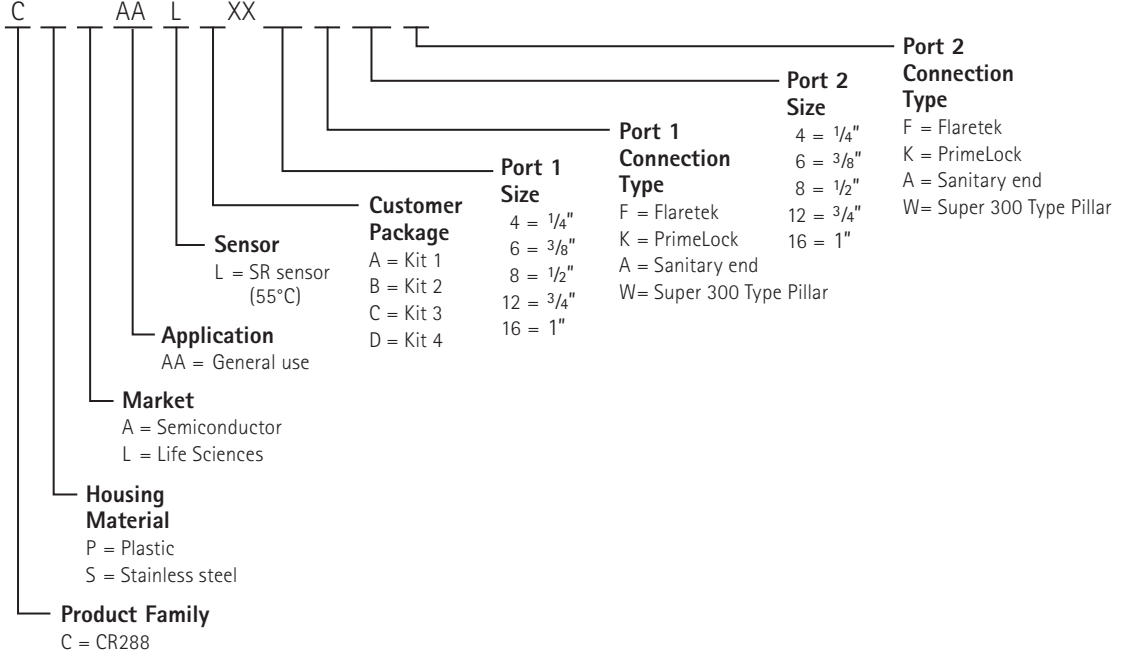 C AA L XX
Port 2
Connection
Type
F = Flaretek
K = PrimeLock
A = Sanitary end
W= Super 300 Type Pillar
Port 2
Size
4 = 1/4"
6 = 3/8"
8 = 1/2"
12 = 3/4"
16 = 1"
Port 1
Connection
Type
F = Flaretek
K = PrimeLock
A = Sanitary end
W= Super 300 Type Pillar
Port 1
Size
4 = 1/4"
6 = 3/8"
8 = 1/2"
12 = 3/4"
16 = 1"
Customer
Package
A = Kit 1
B = Kit 2
C = Kit 3
D = Kit 4
Sensor
L = SR sensor
(55°C)
Application
AA = General use
Market
A = Semiconductor
L = Life Sciences
Housing
Material
P = Plastic
S = Stainless steel
Product Family
C = CR288